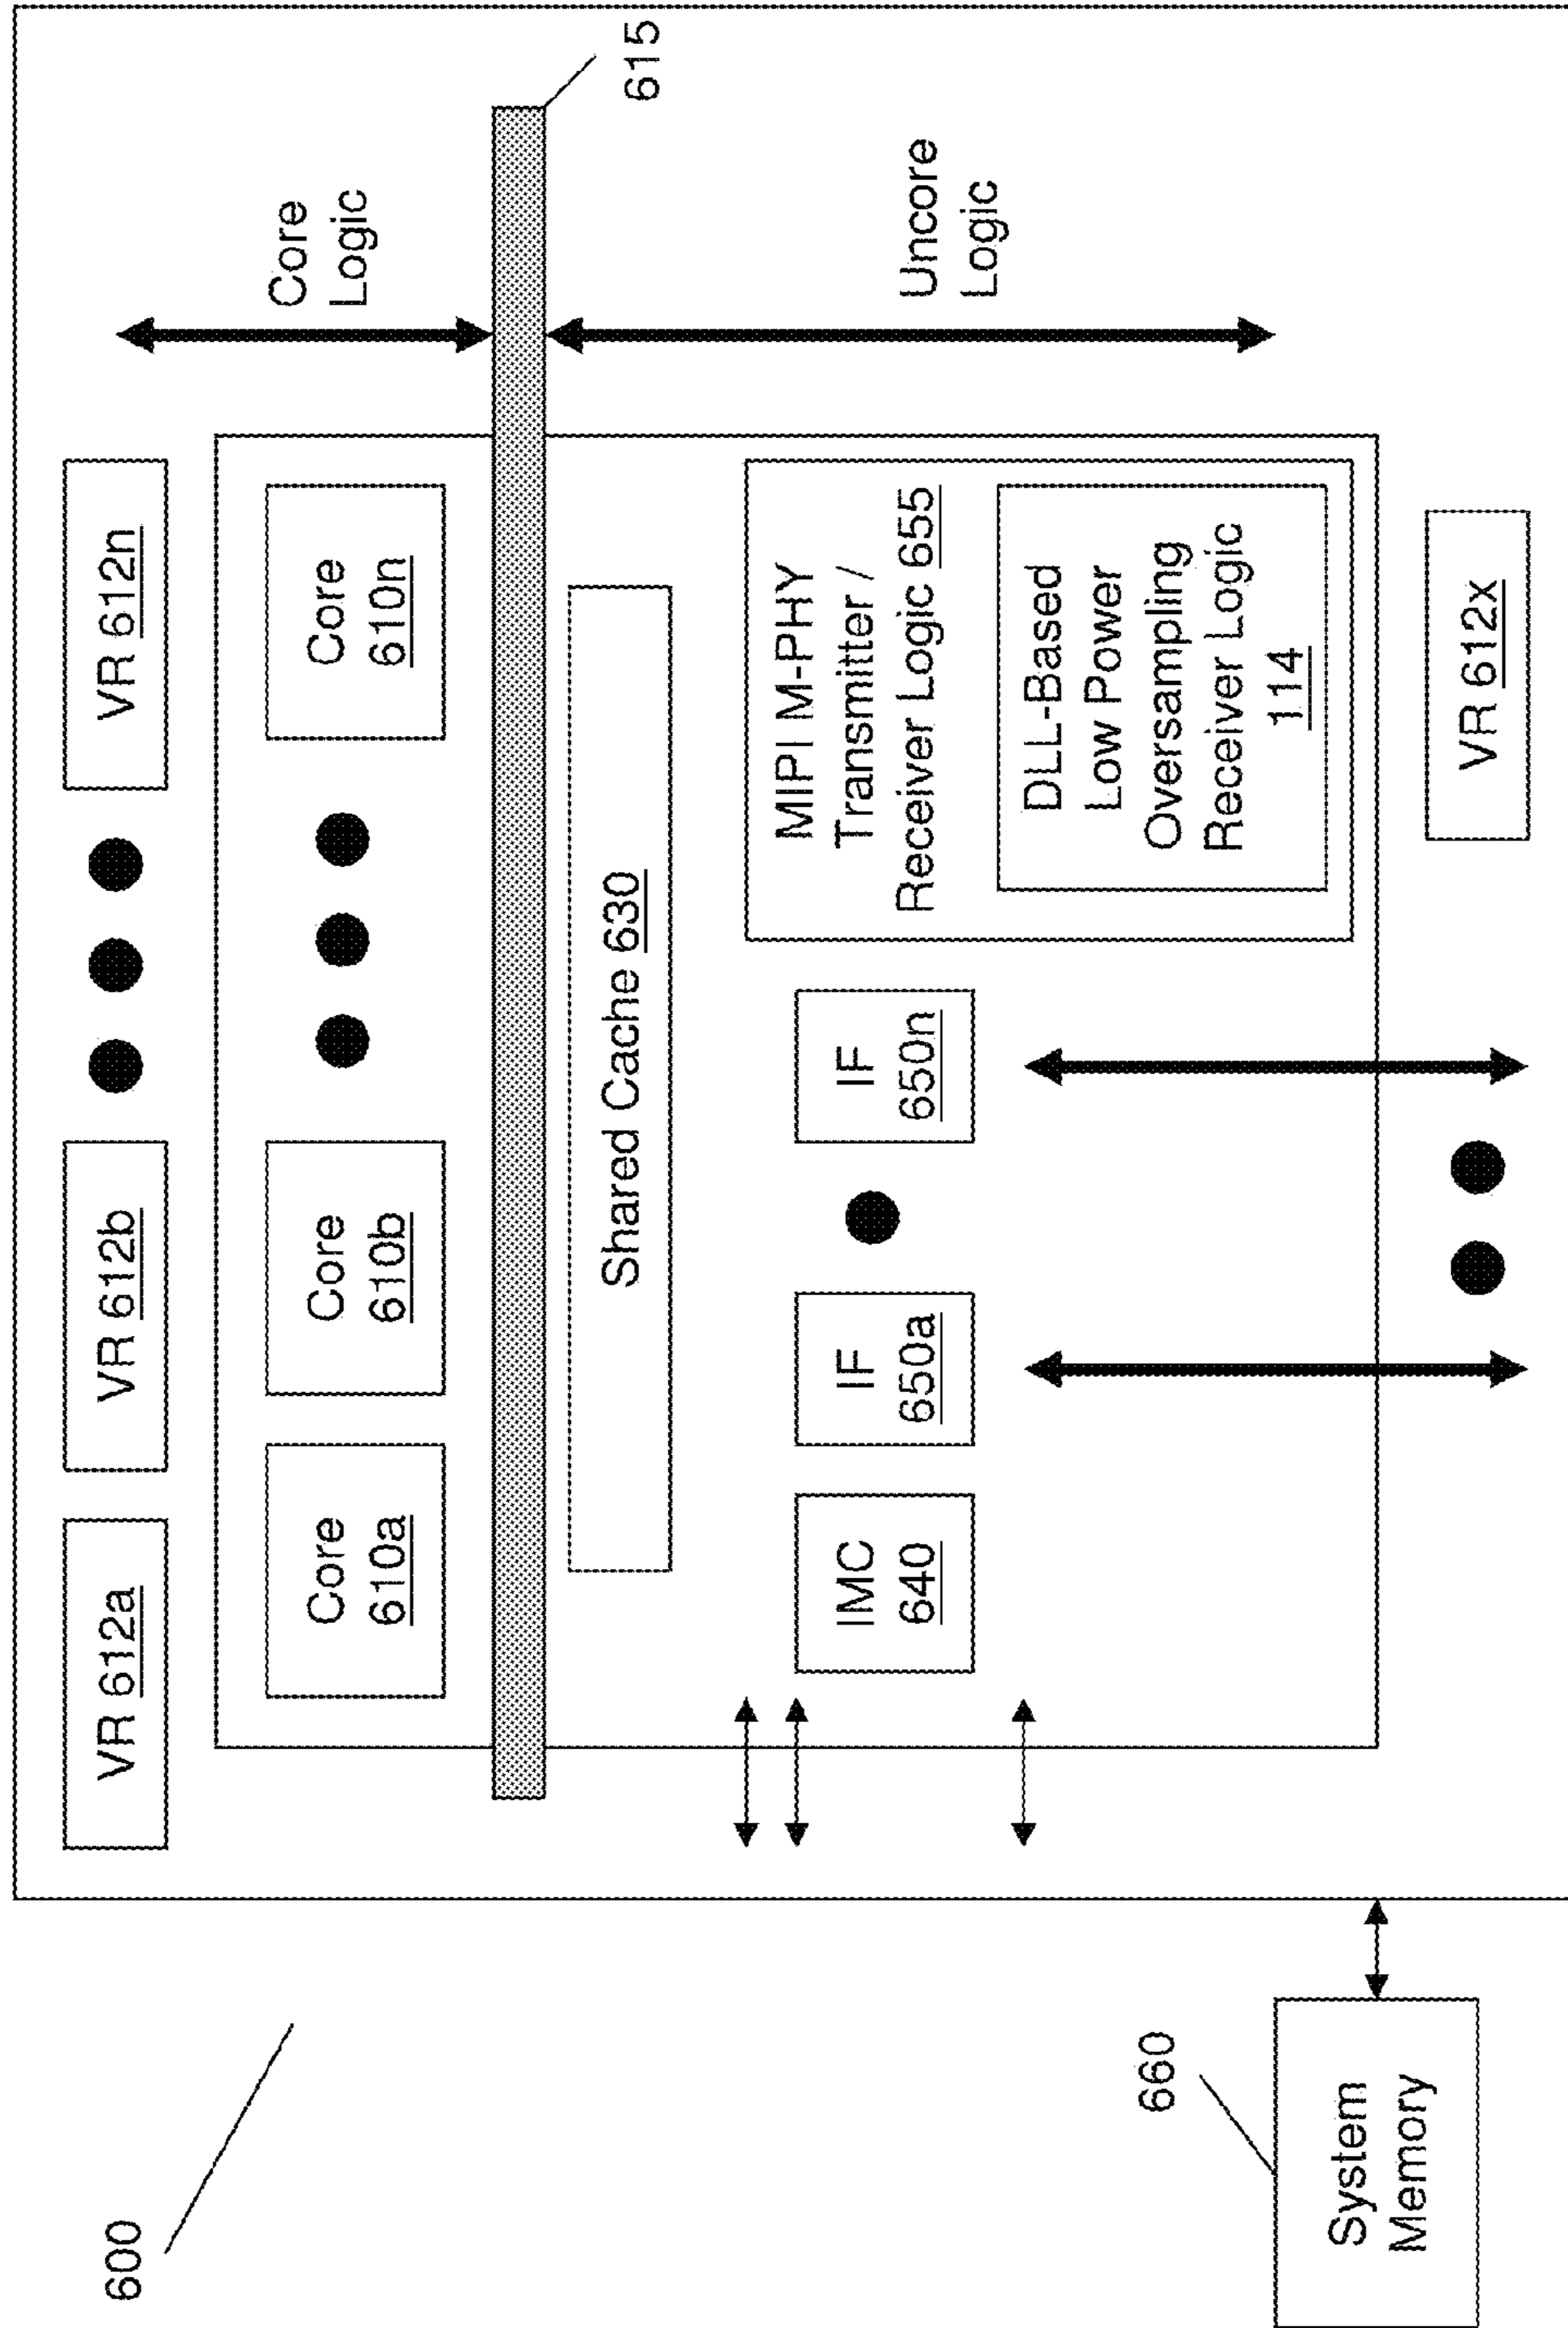 600
VR 612a
VR 612b
VR 612n
Core
610a
Core
610b
Core
610n
Core
Logic
615
Shared Cache 630
Uncore
Logic
IMC
640
IF
650a
IF
650n
MIPI M-PHY
Transmitter /
Receiver Logic 655
DLL-Based
Low Power
Oversampling
Receiver Logic
114
VR 612x
660
System
Memory